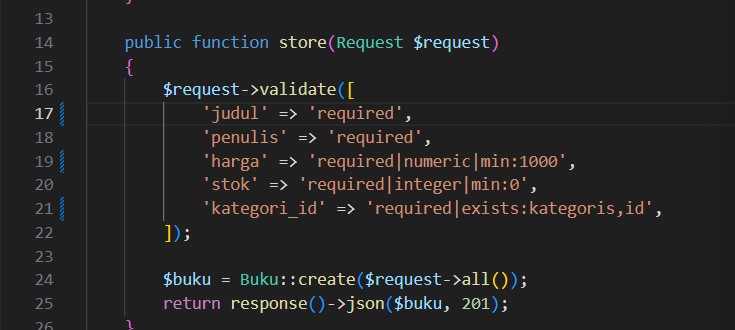 13
14 public function store(Request $request)
15 {
16 $request->validate([
17 'judul' => 'required',
18 'penulis' => 'required',
19 'harga' => 'required|numeric|min:1000',
20 'stok' => 'required|integer|min:0',
21 'kategori_id' => 'required|exists:kategoris,id',
22 ]);
23
24 $buku = Buku::create($request->all());
25 return response()->json($buku, 201);
26 }